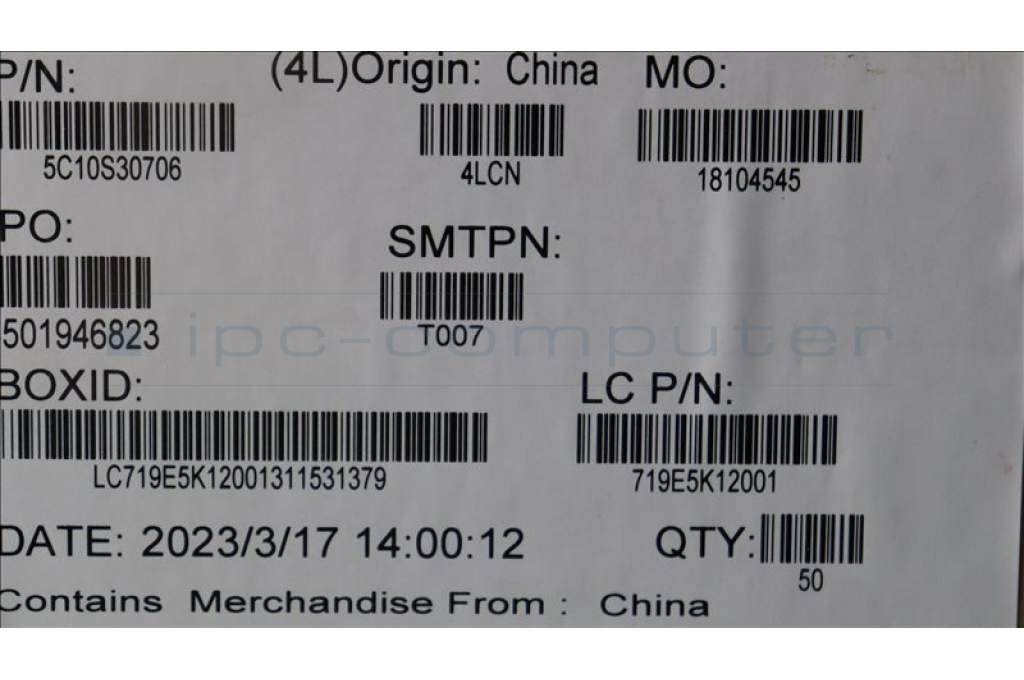 P/N: (4L)Origin: China MO:
5C10S30706 4LCN 18104545
PO: SMTPN:
501946823 T007
ipc-computer
BOXID: LC P/N:
LC719E5K12001311531379 719E5K12001
DATE: 2023/3/17 14:00:12 QTY:
50
Contains Merchandise From : China